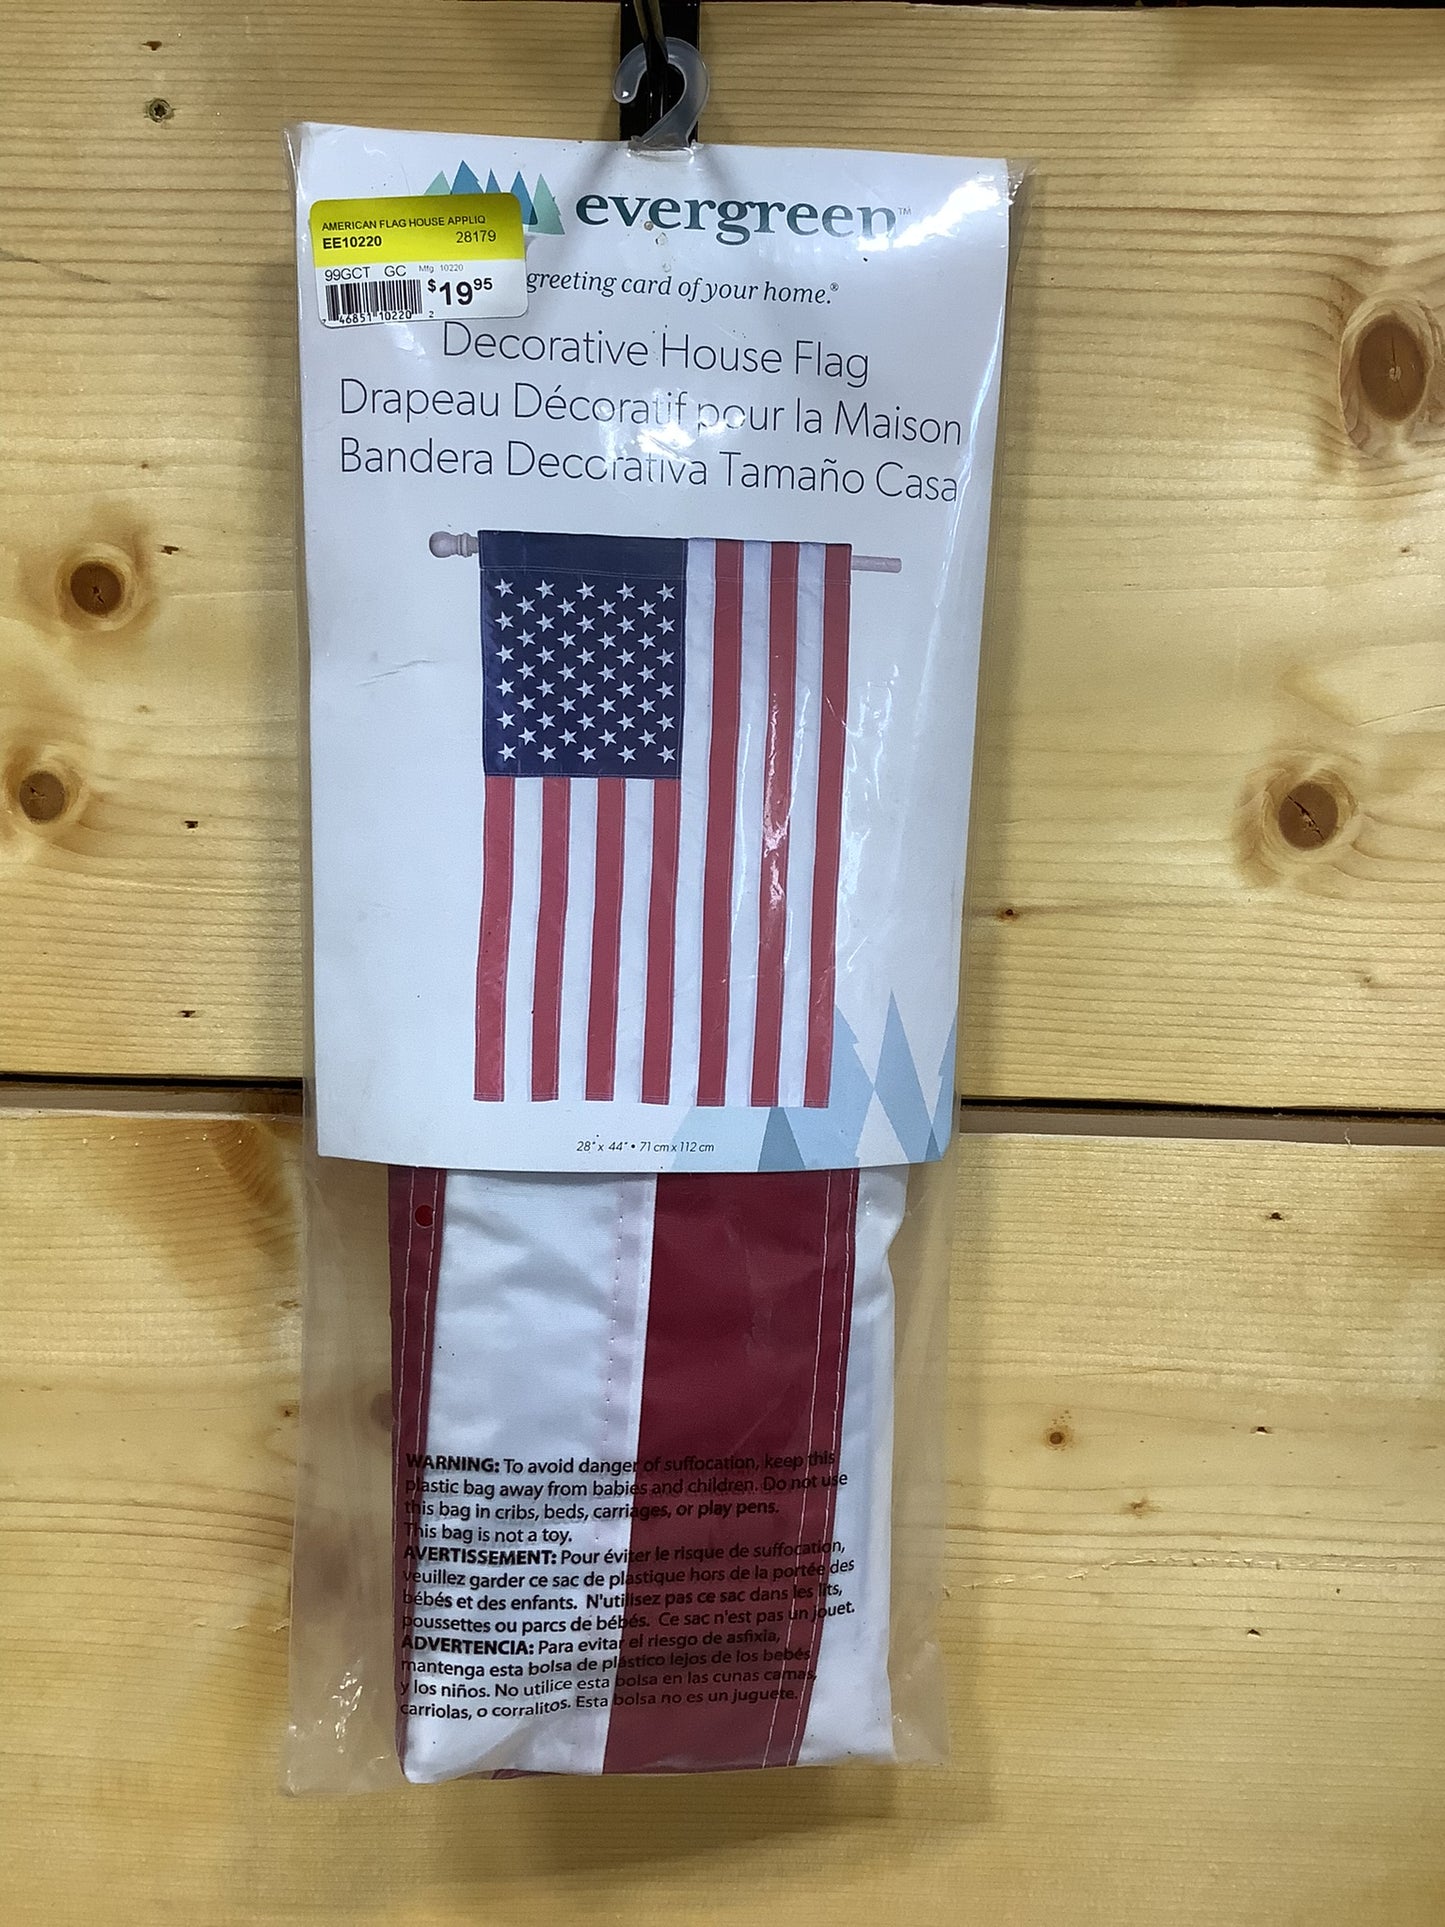 evergreen™
AMERICAN FLAG HOUSE APPLIQ
EE10220 28179
99GCT GC Mfg 10220
$19.95
7 46851 10220 2
greeting card of your home.®
Decorative House Flag
Drapeau Décoratif pour la Maison
Bandera Decorativa Tamaño Casa
28" x 44" • 71 cm x 112 cm
WARNING: To avoid danger of suffocation, keep this
plastic bag away from babies and children. Do not use
this bag in cribs, beds, carriages, or play pens.
This bag is not a toy.
AVERTISSEMENT: Pour éviter le risque de suffocation,
veuillez garder ce sac de plastique hors de la portée des
bébés et des enfants. N'utilisez pas ce sac dans les lits,
poussettes ou parcs de bébés. Ce sac n'est pas un jouet.
ADVERTENCIA: Para evitar el riesgo de asfixia,
mantenga esta bolsa de plástico lejos de los bebés
y los niños. No utilice esta bolsa en las cunas camas,
carriolas, o corralitos. Esta bolsa no es un juguete.